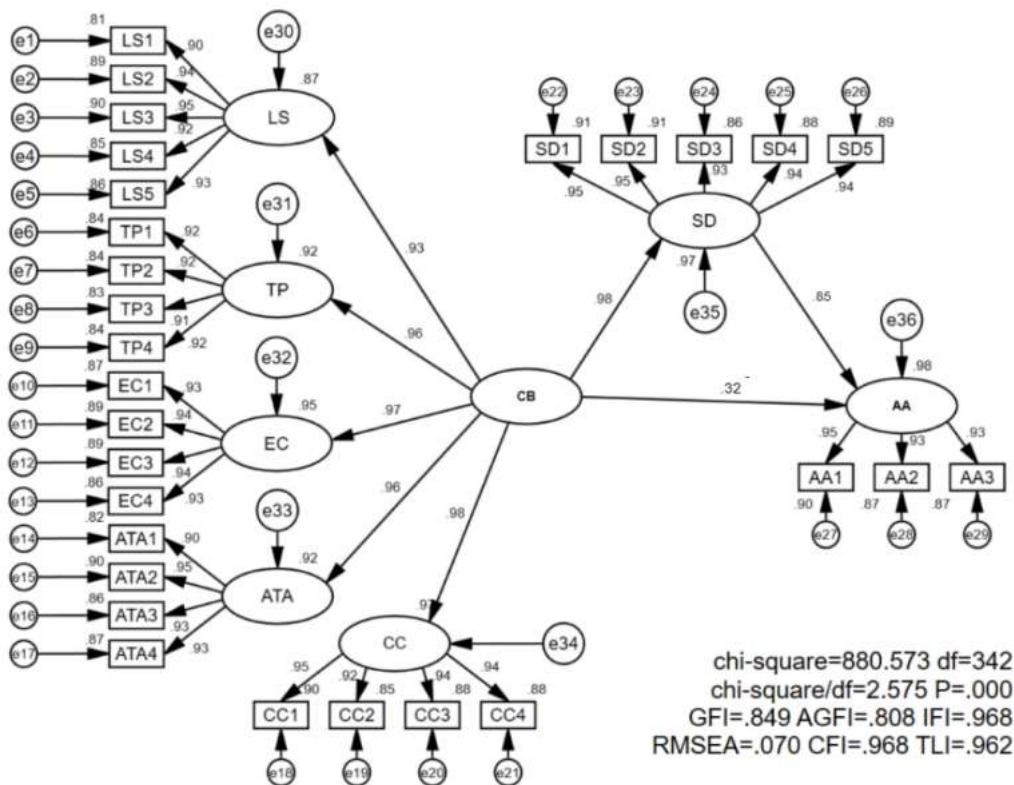 .81
e1
LS1
.90
e30
.89
e2
LS2
.94
.87
.90
e3
LS3
.95
LS
.92
.85
e4
LS4
.86
e5
LS5
.93
.84
e6
TP1
.92
e31
.84
e7
TP2
.92
.92
.83
e8
TP3
TP
.91
.84
e9
TP4
.92
.87
e10
EC1
.93
e32
.89
e11
EC2
.94
.95
.89
e12
EC3
EC
.94
.86
e13
EC4
.93
.82
e14
ATA1
.90
e33
.90
e15
ATA2
.95
.92
.86
e16
ATA3
ATA
.93
.87
e17
ATA4
.93
.93
.96
.97
.96
.98
CB
.98
.32
-
.85
e22
e23
e24
e25
e26
.91
.91
.86
.88
.89
SD1
SD2
SD3
SD4
SD5
.95
.95
.93
.94
.94
SD
.97
e35
e36
.98
AA
.95
.93
.93
AA1
AA2
AA3
.90
.87
.87
e27
e28
e29
.97
CC
e34
.95
.92
.94
.94
.90
.85
.88
.88
CC1
CC2
CC3
CC4
e18
e19
e20
e21
chi-square=880.573 df=342
chi-square/df=2.575 P=.000
GFI=.849 AGFI=.808 IFI=.968
RMSEA=.070 CFI=.968 TLI=.962